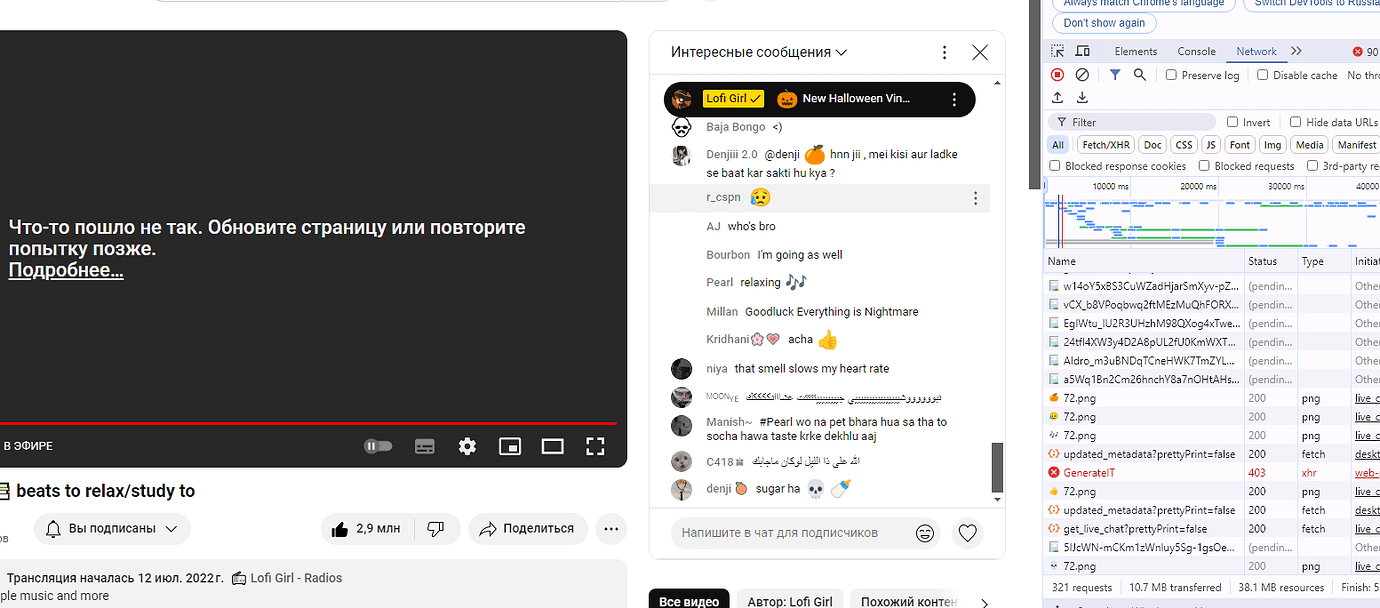 Что-то пошло не так. Обновите страницу или повторите
попытку позже.
Подробнее...
В ЭФИРЕ
beats to relax/study to
Вы подписаны
2,9 млн
Поделиться
Трансляция началась 12 июл. 2022 г. Lofi Girl - Radios
ple music and more
Интересные сообщения
Lofi Girl New Halloween Vin...
Baja Bongo <)
Denjiii 2.0 @denji hnn jii , mei kisi aur ladke
se baat kar sakti hu kya ?
r_cspn
AJ who's bro
Bourbon I'm going as well
Pearl relaxing
Millan Goodluck Everything is Nightmare
Kridhani acha
niya that smell slows my heart rate
MOONYE
Manish~ #Pearl wo na pet bhara hua sa tha to
socha hawa taste krke dekhlu aaj
C418 الله على ذا الليل لوكان ماجابك
denji sugar ha
Напишите в чат для подписчиков
Все видео Автор: Lofi Girl Похожий контен
Always match Chrome's language Switch DevTools to Russia
Don't show again
Elements Console Network 90
Preserve log Disable cache No thro
Filter Invert Hide data URLs
All Fetch/XHR Doc CSS JS Font Img Media Manifest
Blocked response cookies Blocked requests 3rd-party re
10000 ms 20000 ms 30000 ms 40000
Name Status Type Initiat
w14oY5xBS3CuWZadHjarSmXyv-pZ... (pendin... Othe
vCX_b8VPoqbwq2ftMEzMuQhFORX... (pendin... Othe
EgIWtu_IU2R3UHzhM98QXog4xTwe... (pendin... Othe
24tfl4XW3y4D2A8pUL2fU0KmWXT... (pendin... Othe
Aldro_m3uBNDqTCneHWK7TmZYL... (pendin... Othe
a5Wq1Bn2Cm26hnchY8a7nOHtAHs... (pendin... Othe
72.png 200 png live_c
72.png 200 png live_c
72.png 200 png live_c
updated_metadata?prettyPrint=false 200 fetch deskt
GenerateIT 403 xhr web-
72.png 200 png live_c
updated_metadata?prettyPrint=false 200 fetch deskt
get_live_chat?prettyPrint=false 200 fetch live_c
5lJcWN-mCKm1zWnluy5Sg-1gsOe... (pendin... Othe
72.png 200 png live_c
321 requests 10.7 MB transferred 38.1 MB resources Finish: 5